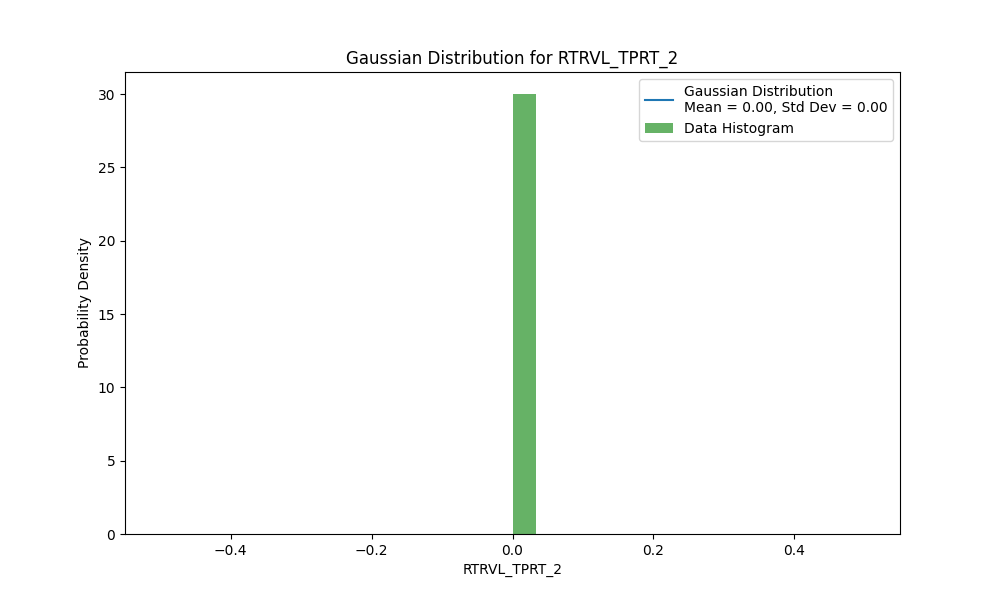 Gaussian Distribution for RTRVL_TPRT_2
Gaussian Distribution
Mean = 0.00, Std Dev = 0.00
Data Histogram
Probability Density
30
25
20
15
10
5
0
−0.4
−0.2
0.0
0.2
0.4
RTRVL_TPRT_2